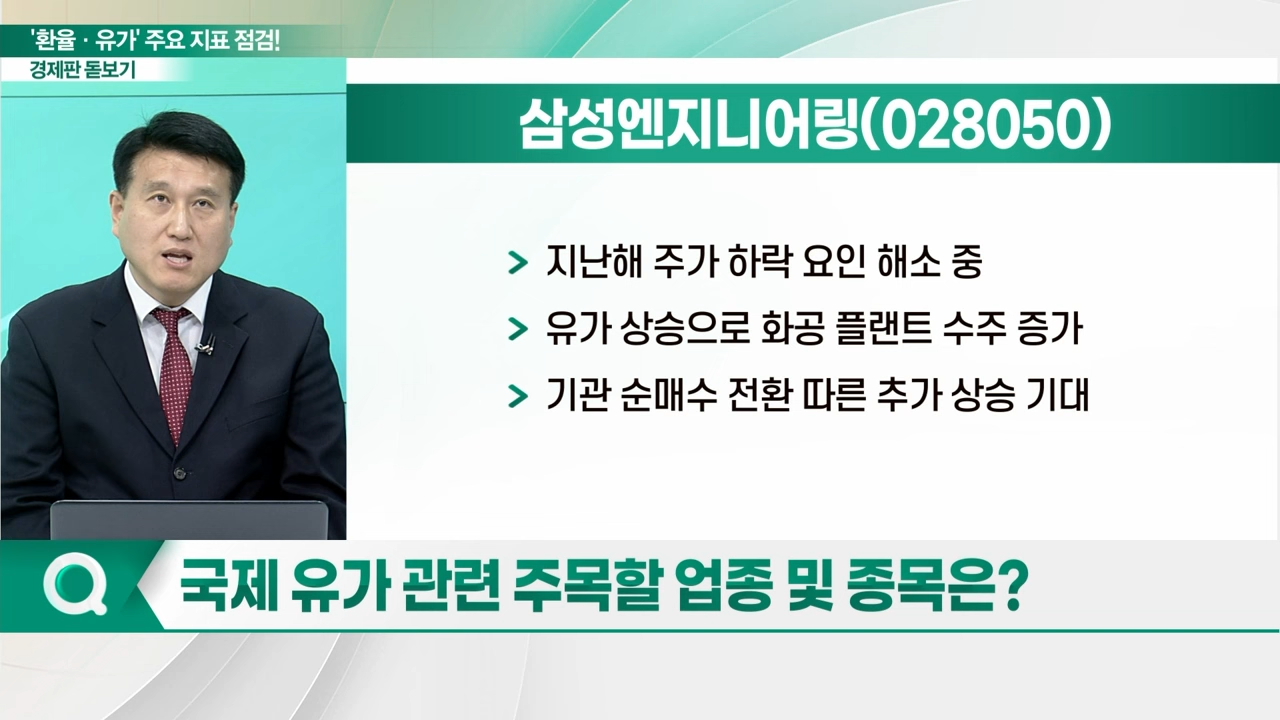 '환율·유가' 주요 지표 점검!
경제판 돋보기
삼성엔지니어링(028050)
> 지난해 주가 하락 요인 해소 중
> 유가 상승으로 화공 플랜트 수주 증가
> 기관 순매수 전환 따른 추가 상승 기대
Q 국제 유가 관련 주목할 업종 및 종목은?